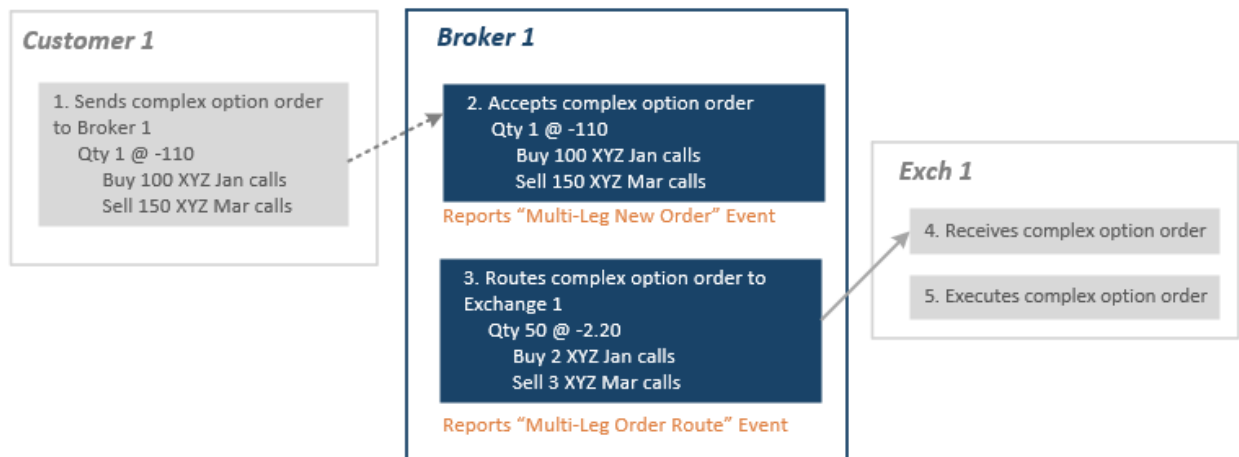 Customer 1
1. Sends complex option order
to Broker 1
Qty 1 @ -110
Buy 100 XYZ Jan calls
Sell 150 XYZ Mar calls
Broker 1
2. Accepts complex option order
Qty 1 @ -110
Buy 100 XYZ Jan calls
Sell 150 XYZ Mar calls
Reports “Multi-Leg New Order” Event
3. Routes complex option order to
Exchange 1
Qty 50 @ -2.20
Buy 2 XYZ Jan calls
Sell 3 XYZ Mar calls
Reports “Multi-Leg Order Route” Event
Exch 1
4. Receives complex option order
5. Executes complex option order